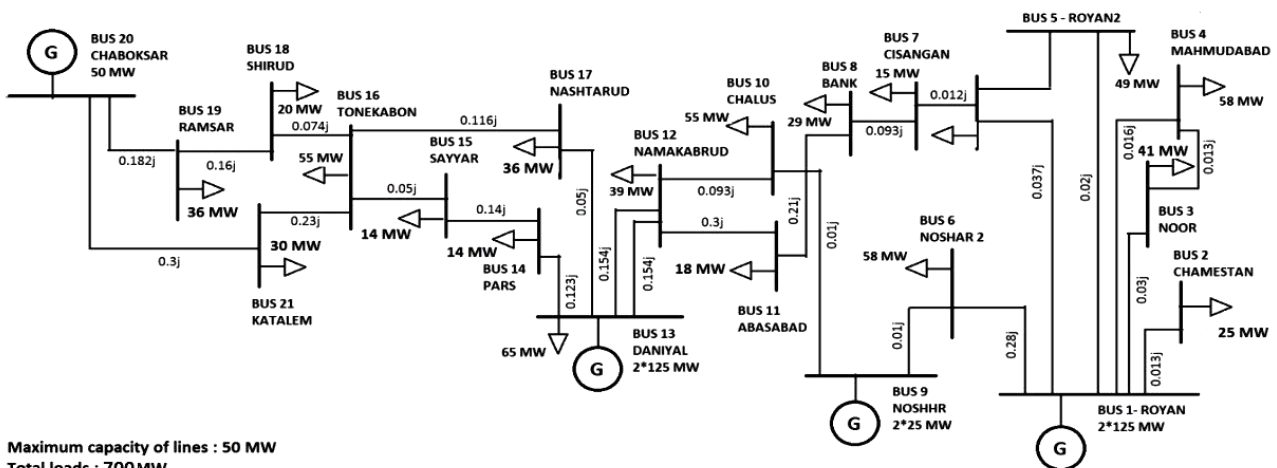 G
BUS 20
CHABOKSAR
50 MW
BUS 18
SHIRUD
20 MW
BUS 19
RAMSAR
0.182j
0.16j
36 MW
0.074j
BUS 16
TONEKABON
55 MW
0.116j
BUS 15
SAYYAR
0.05j
14 MW
0.23j
30 MW
0.3j
BUS 21
KATALEM
BUS 17
NASHTARUD
36 MW
0.05j
0.14j
14 MW
BUS 14
PARS
0.123j
65 MW
0.154j
0.154j
G
BUS 13
DANIYAL
2*125 MW
BUS 12
NAMAKABRUD
39 MW
0.093j
0.3j
BUS 10
CHALUS
55 MW
18 MW
BUS 11
ABASABAD
0.21j
0.01j
BUS 8
BANK
29 MW
0.093j
BUS 7
CISANGAN
15 MW
0.012j
BUS 6
NOSHAR 2
58 MW
0.01j
0.28j
G
BUS 9
NOSHHR
2*25 MW
BUS 5 - ROYAN2
49 MW
0.037j
0.02j
BUS 4
MAHMUDABAD
58 MW
0.016j
0.013j
41 MW
BUS 3
NOOR
0.03j
BUS 2
CHAMESTAN
25 MW
0.013j
G
BUS 1- ROYAN
2*125 MW
Maximum capacity of lines : 50 MW
Total loads : 700 MW